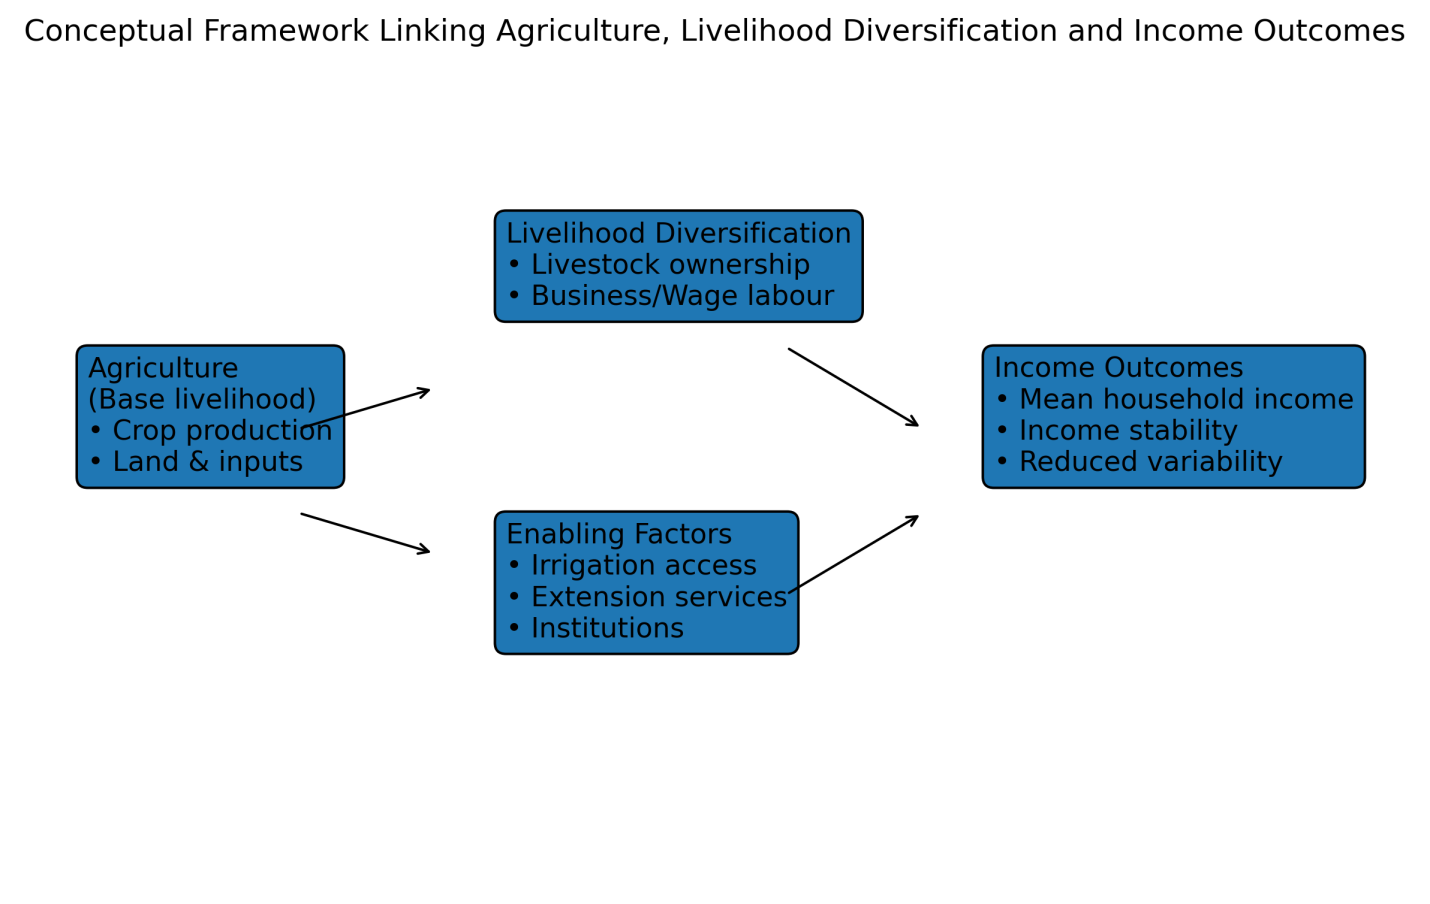 Conceptual Framework Linking Agriculture, Livelihood Diversification and Income Outcomes
Livelihood Diversification
• Livestock ownership
• Business/Wage labour
Agriculture
(Base livelihood)
• Crop production
• Land & inputs
Income Outcomes
• Mean household income
• Income stability
• Reduced variability
Enabling Factors
• Irrigation access
• Extension services
• Institutions